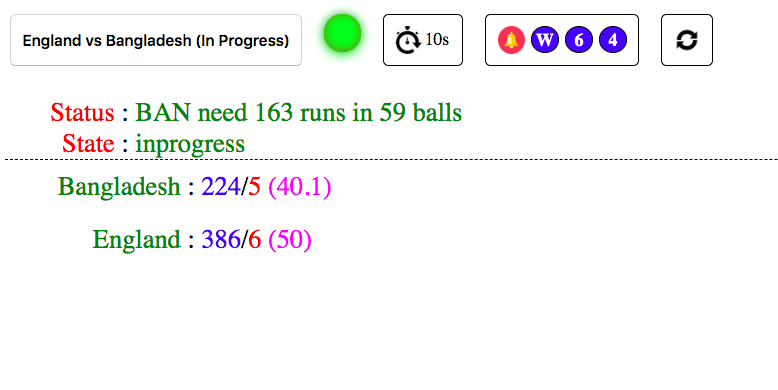 England vs Bangladesh (In Progress) 10s W 6 4
Status : BAN need 163 runs in 59 balls
State : inprogress
Bangladesh : 224/5 (40.1)
England : 386/6 (50)